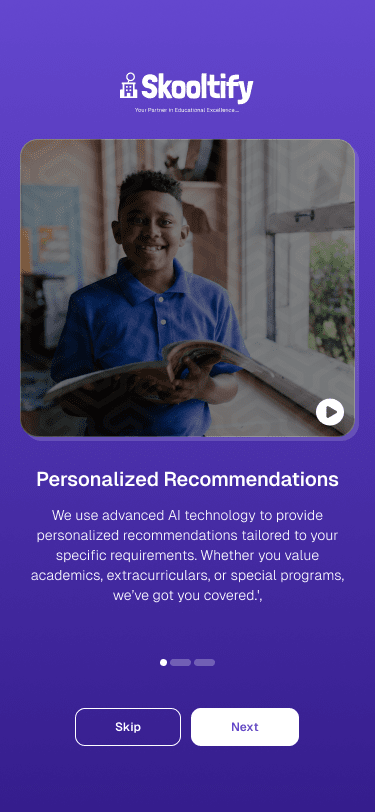 Skooltify
Your Partner in Educational Excellence...
Personalized Recommendations
We use advanced AI technology to provide
personalized recommendations tailored to your
specific requirements. Whether you value
academics, extracurriculars, or special programs,
we've got you covered.',
Skip
Next